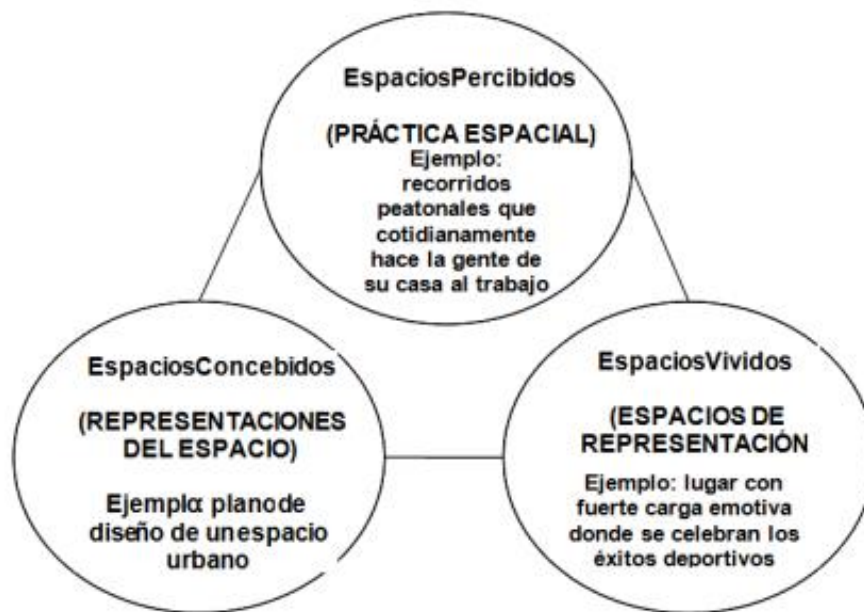 EspaciosPercibidos
(PRÁCTICA ESPACIAL)
Ejemplo:
recorridos
peatonales que
cotidianamente
hace la gente de
su casa al trabajo
EspaciosConcebidos
(REPRESENTACIONES
DEL ESPACIO)
Ejemplα planode
diseño de unespacio
urbano
EspaciosVividos
(ESPACIOS DE
REPRESENTACIÓN
Ejemplo: lugar con
fuerte carga emotiva
donde se celebran los
éxitos deportivos